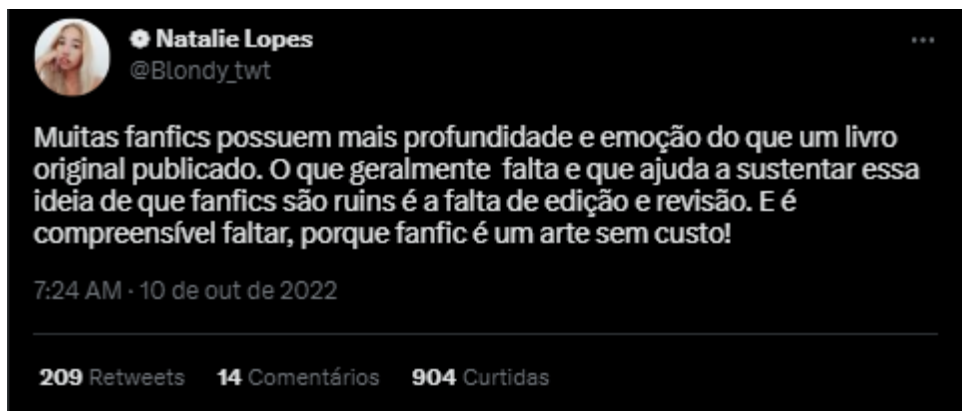 Natalie Lopes
@Blondy_twt
Muitas fanfics possuem mais profundidade e emoção do que um livro
original publicado. O que geralmente falta e que ajuda a sustentar essa
ideia de que fanfics são ruins é a falta de edição e revisão. E é
compreensível faltar, porque fanfic é um arte sem custo!
7:24 AM · 10 de out de 2022
209 Retweets 14 Comentários 904 Curtidas